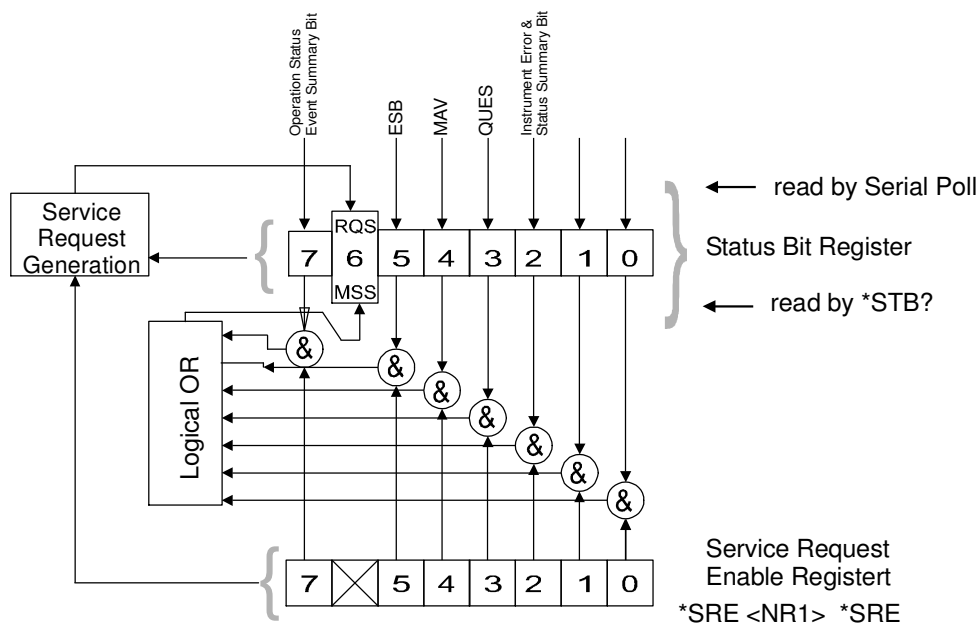 Operation Status
Event Summary Bit
ESB
MAV
QUES
Instrument Error &
Status Summary Bit
read by Serial Poll
Service
Request
Generation
RQS
7 6 5 4 3 2 1 0
MSS
Status Bit Register
read by *STB?
Logical OR
&
&
&
&
&
&
&
7 5 4 3 2 1 0
Service Request
Enable Registert
*SRE <NR1> *SRE